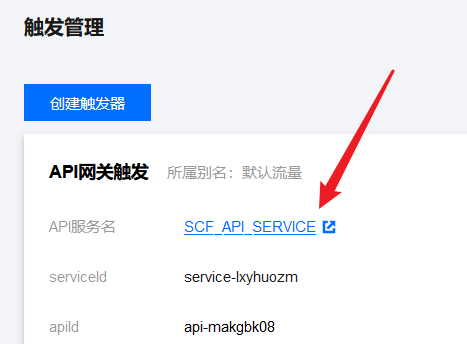 触发管理
创建触发器
API网关触发 所属别名：默认流量
API服务名 SCF_API_SERVICE
serviceId service-lxyhuozm
apiId api-makgbk08